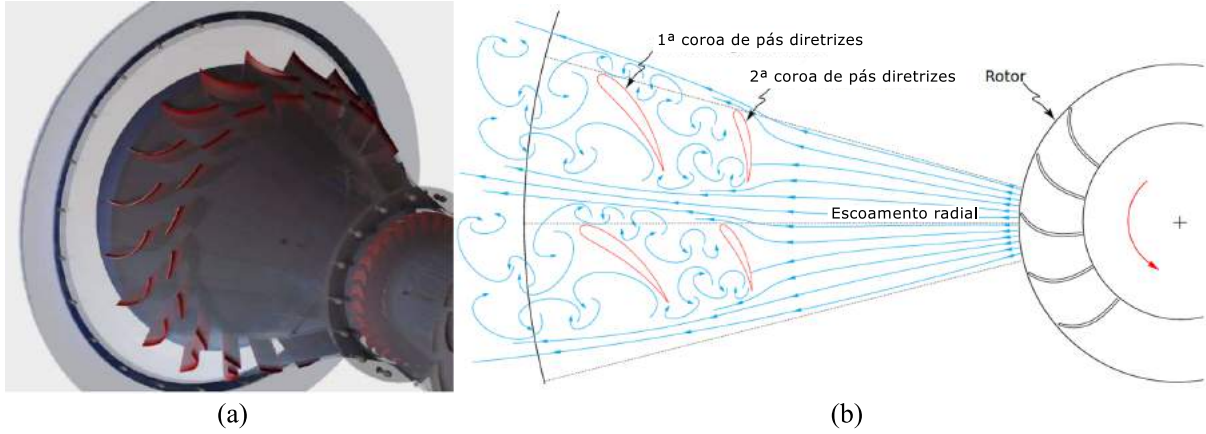 1ª coroa de pás diretrizes
2ª coroa de pás diretrizes
Rotor
Escoamento radial
(a)
(b)